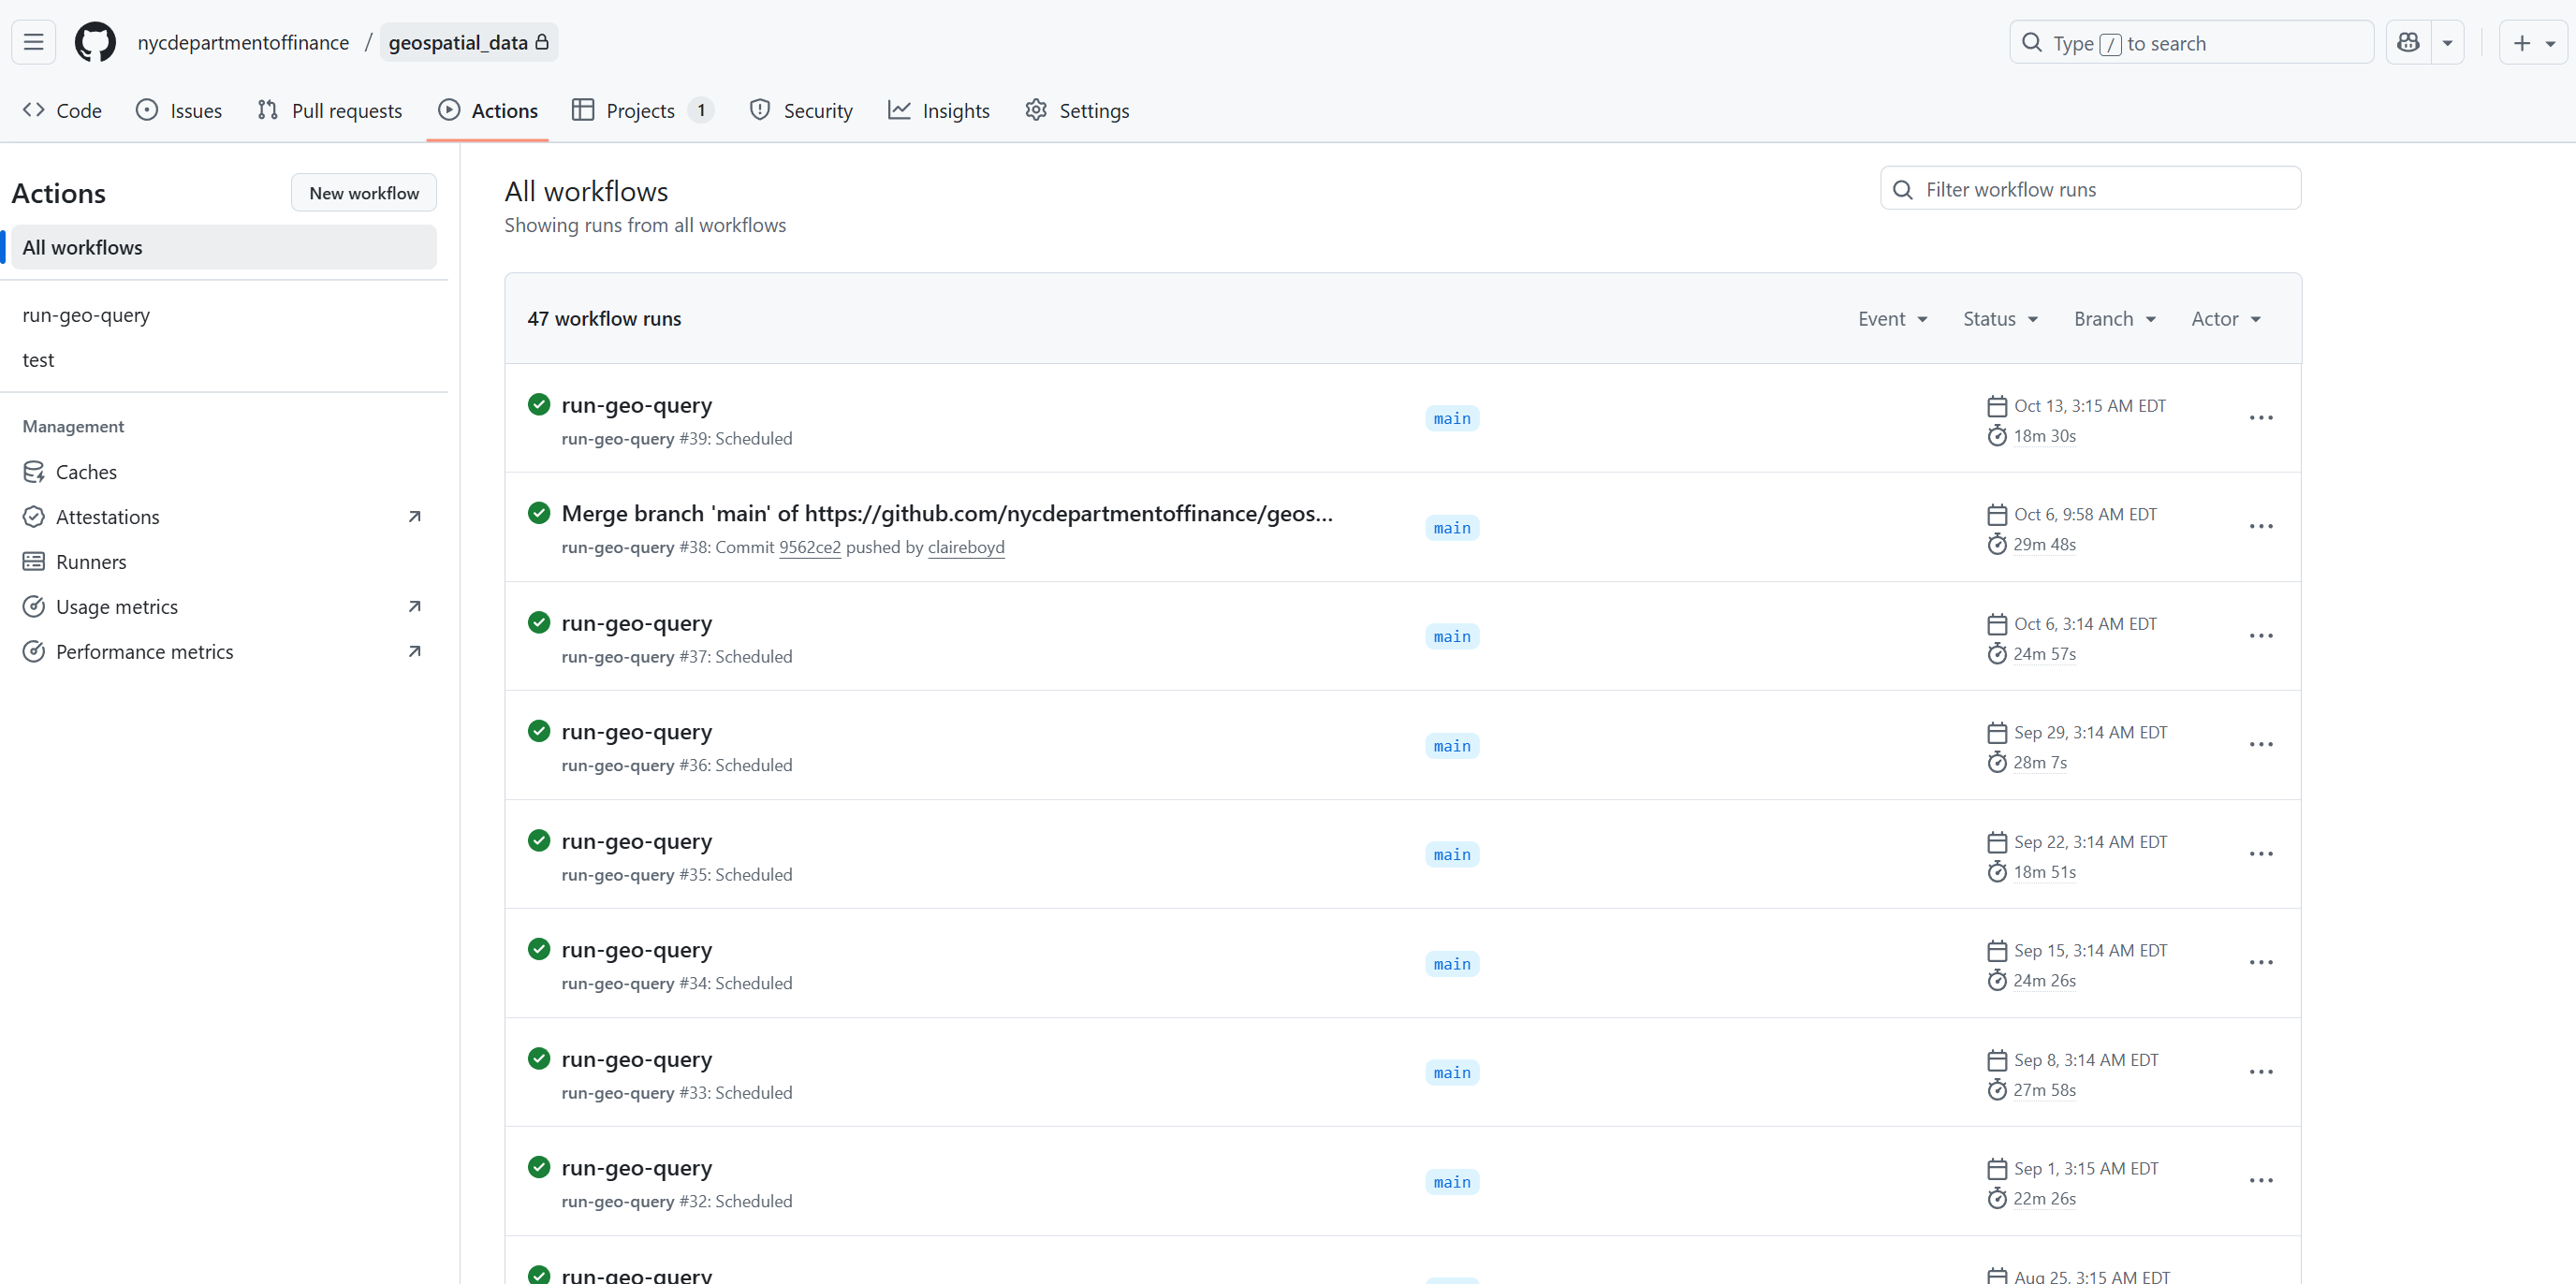 nycdepartmentoffinance / geospatial_data
Type / to search
Code
Issues
Pull requests
Actions
Projects 1
Security
Insights
Settings
Actions
New workflow
All workflows
run-geo-query
test
Management
Caches
Attestations
Runners
Usage metrics
Performance metrics
All workflows
Showing runs from all workflows
Filter workflow runs
47 workflow runs
Event
Status
Branch
Actor
run-geo-query
run-geo-query #39: Scheduled
main
Oct 13, 3:15 AM EDT
18m 30s
Merge branch 'main' of https://github.com/nycdepartmentoffinance/geos...
run-geo-query #38: Commit 9562ce2 pushed by claireboyd
main
Oct 6, 9:58 AM EDT
29m 48s
run-geo-query
run-geo-query #37: Scheduled
main
Oct 6, 3:14 AM EDT
24m 57s
run-geo-query
run-geo-query #36: Scheduled
main
Sep 29, 3:14 AM EDT
28m 7s
run-geo-query
run-geo-query #35: Scheduled
main
Sep 22, 3:14 AM EDT
18m 51s
run-geo-query
run-geo-query #34: Scheduled
main
Sep 15, 3:14 AM EDT
24m 26s
run-geo-query
run-geo-query #33: Scheduled
main
Sep 8, 3:14 AM EDT
27m 58s
run-geo-query
run-geo-query #32: Scheduled
main
Sep 1, 3:15 AM EDT
22m 26s
run-geo-query
Aug 25, 3:15 AM EDT